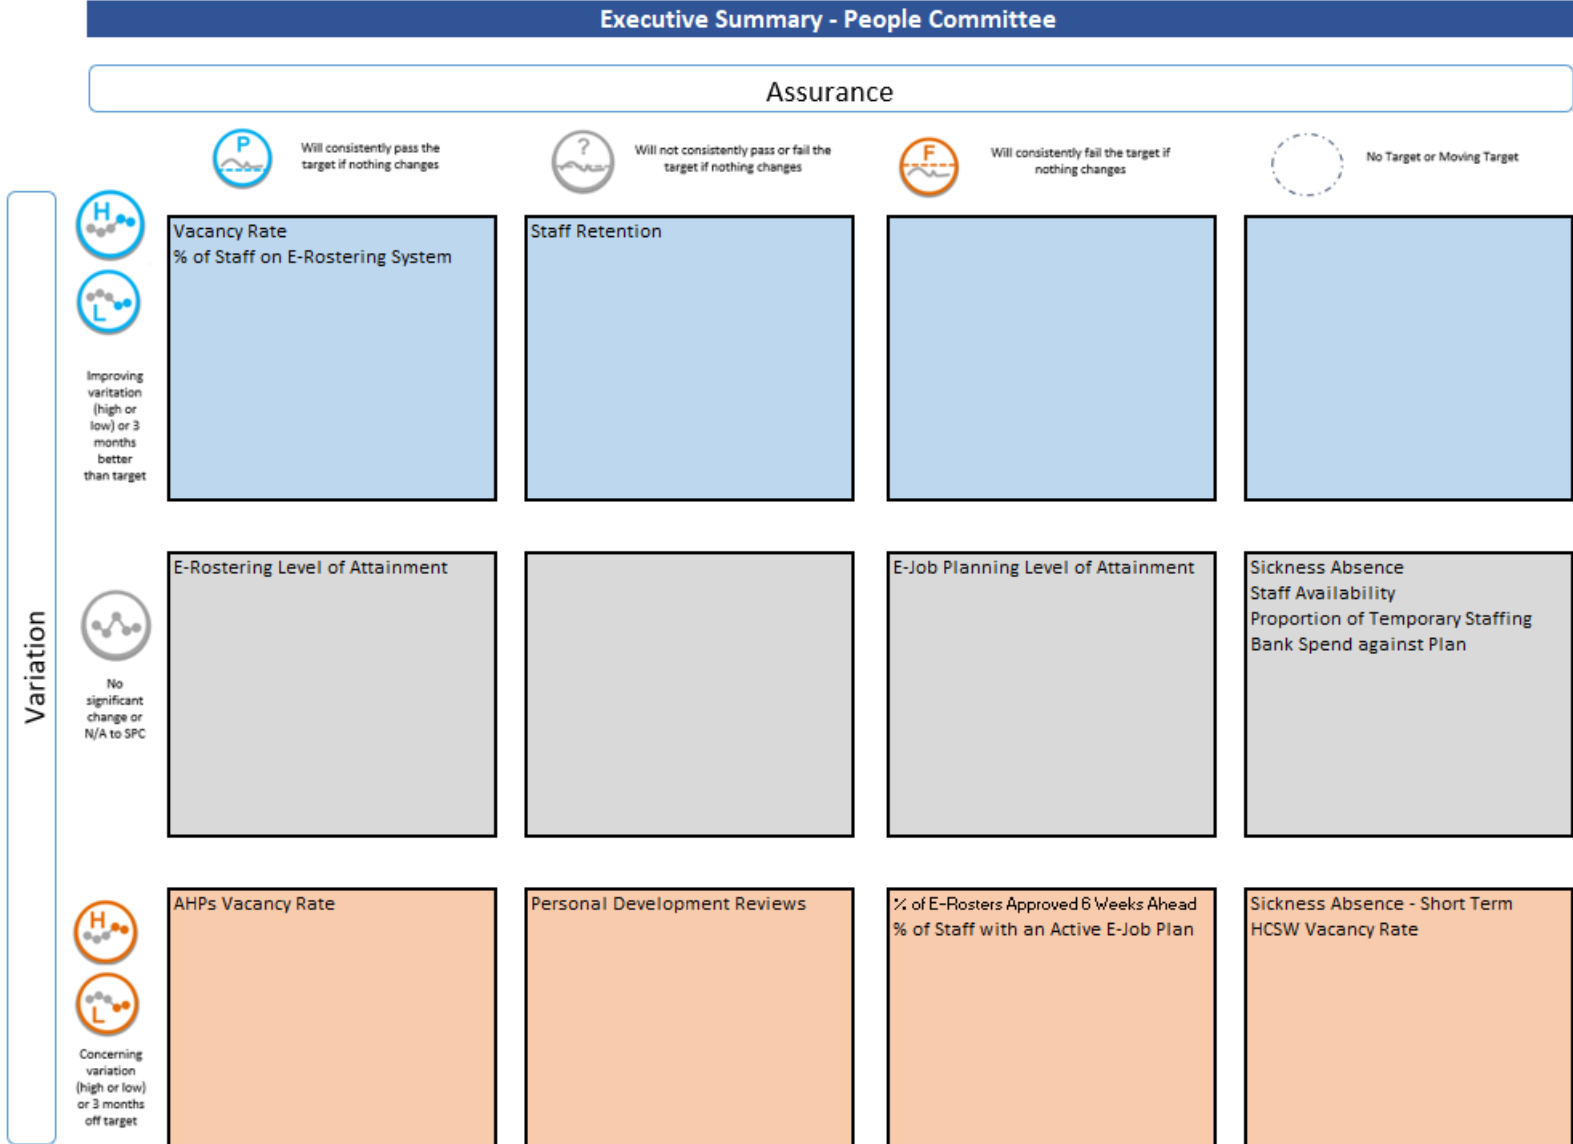 Executive Summary - People Committee
Assurance
P
Will consistently pass the
target if nothing changes
?
Will not consistently pass or fail the
target if nothing changes
F
Will consistently fail the target if
nothing changes
No Target or Moving Target
Variation
H
L
Improving
varitation
(high or
low) or 3
months
better
than target
Vacancy Rate
% of Staff on E-Rostering System
Staff Retention
No
significant
change or
N/A to SPC
E-Rostering Level of Attainment
E-Job Planning Level of Attainment
Sickness Absence
Staff Availability
Proportion of Temporary Staffing
Bank Spend against Plan
H
L
Concerning
variation
(high or low)
or 3 months
off target
AHPs Vacancy Rate
Personal Development Reviews
% of E-Rosters Approved 6 Weeks Ahead
% of Staff with an Active E-Job Plan
Sickness Absence - Short Term
HCSW Vacancy Rate